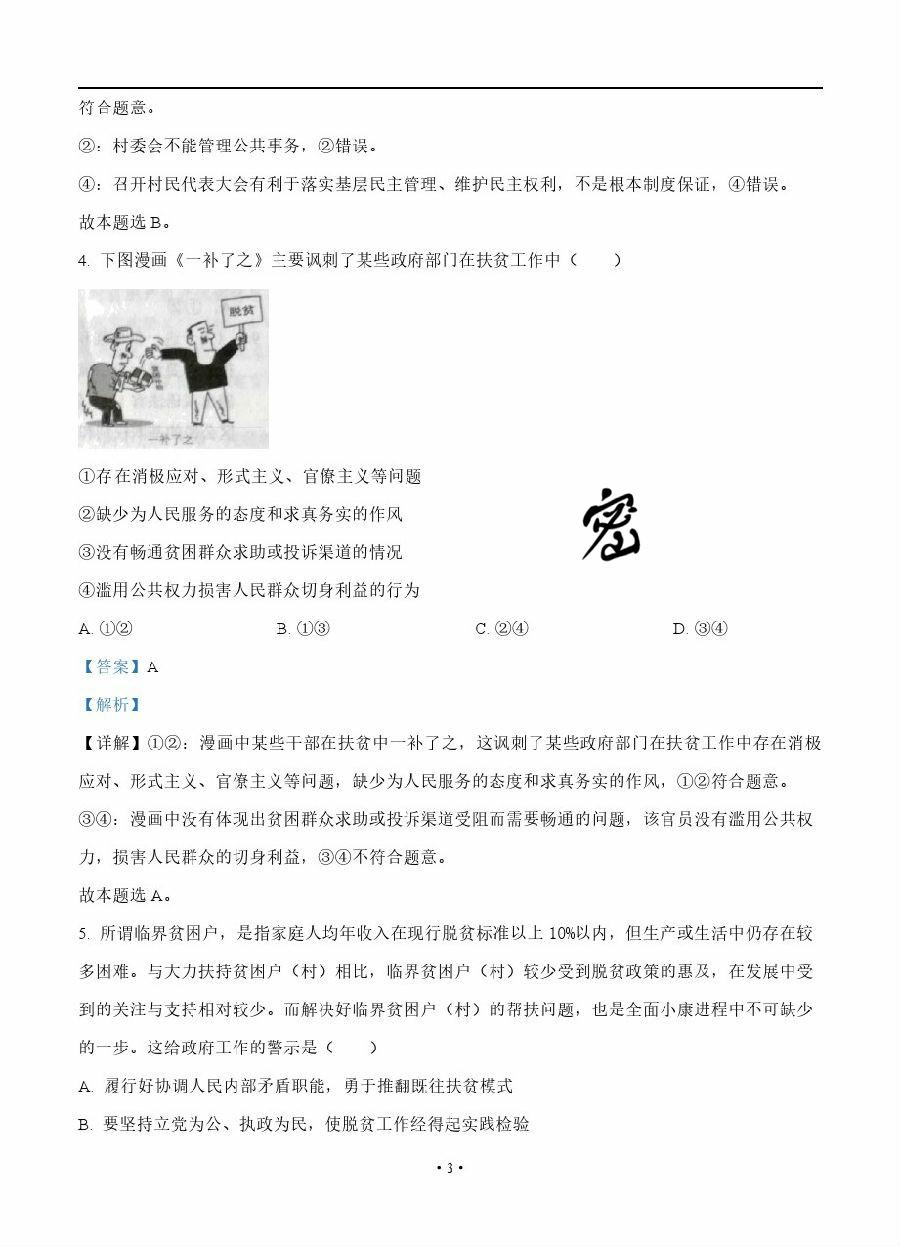 符合题意。
②：村委会不能管理公共事务，②错误。
④：召开村民代表大会有利于落实基层民主管理、维护民主权利，不是根本制度保证，④错误。
故本题选B。
4. 下图漫画《一补了之》主要讽刺了某些政府部门在扶贫工作中（　　）
脱贫
一补了之
①存在消极应对、形式主义、官僚主义等问题
②缺少为人民服务的态度和求真务实的作风
密
③没有畅通贫困群众求助或投诉渠道的情况
④滥用公共权力损害人民群众切身利益的行为
A. ①② B. ①③ C. ②④ D. ③④
【答案】A
【解析】
【详解】①②：漫画中某些干部在扶贫中一补了之，这讽刺了某些政府部门在扶贫工作中存在消极
应对、形式主义、官僚主义等问题，缺少为人民服务的态度和求真务实的作风，①②符合题意。
③④：漫画中没有体现出贫困群众求助或投诉渠道受阻而需要畅通的问题，该官员没有滥用公共权
力，损害人民群众的切身利益，③④不符合题意。
故本题选A。
5. 所谓临界贫困户，是指家庭人均年收入在现行脱贫标准以上10%以内，但生产或生活中仍存在较
多困难。与大力扶持贫困户（村）相比，临界贫困户（村）较少受到脱贫政策的惠及，在发展中受
到的关注与支持相对较少。而解决好临界贫困户（村）的帮扶问题，也是全面小康进程中不可缺少
的一步。这给政府工作的警示是（　　）
A. 履行好协调人民内部矛盾职能，勇于推翻既往扶贫模式
B. 要坚持立党为公、执政为民，使脱贫工作经得起实践检验
• 3 •